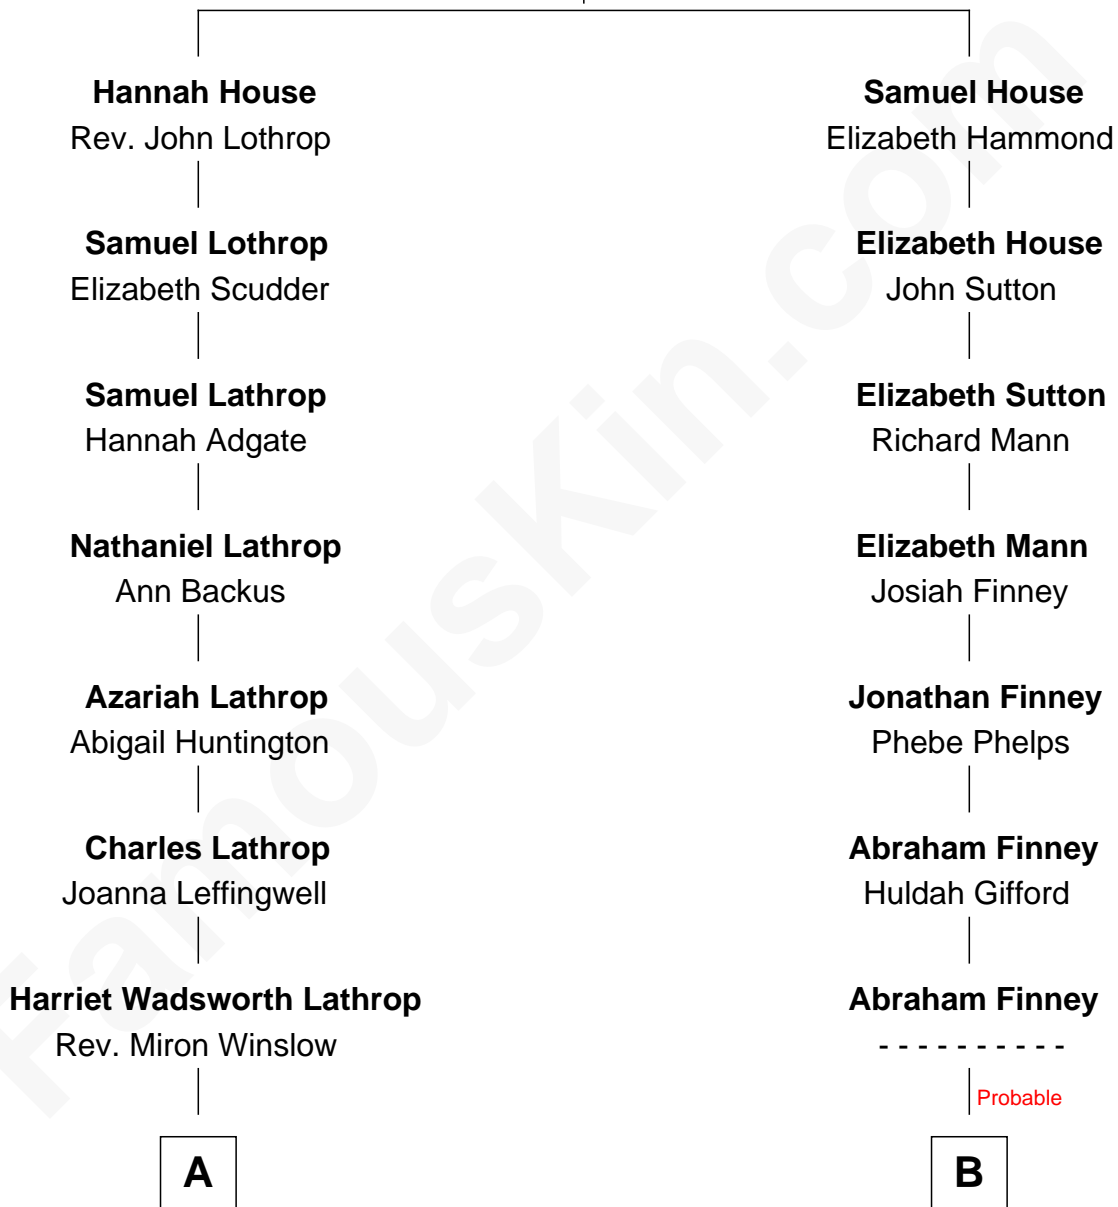 Hannah House
Rev. John Lothrop
Samuel Lothrop
Elizabeth Scudder
Samuel Lathrop
Hannah Adgate
Nathaniel Lathrop
Ann Backus
Azariah Lathrop
Abigail Huntington
Charles Lathrop
Joanna Leffingwell
Harriet Wadsworth Lathrop
Rev. Miron Winslow
A
Samuel House
Elizabeth Hammond
Elizabeth House
John Sutton
Elizabeth Sutton
Richard Mann
Elizabeth Mann
Josiah Finney
Jonathan Finney
Phebe Phelps
Abraham Finney
Huldah Gifford
Abraham Finney
- - - - - - - - - -
Probable
B
FamousKin.com